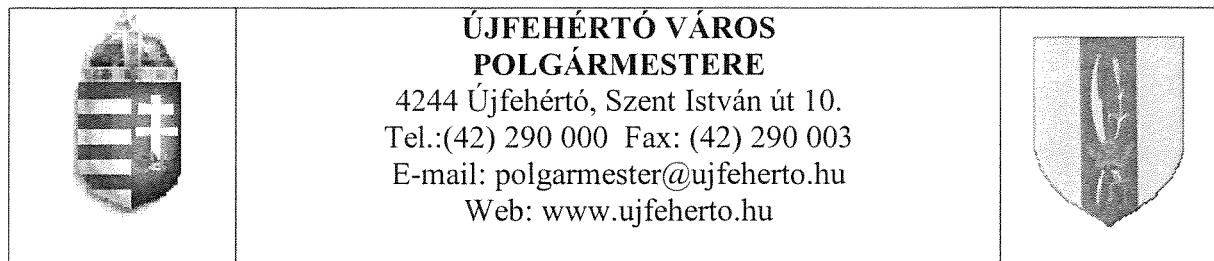 ÚJFEHÉRTÓ VÁROS
POLGÁRMESTERE
4244 Újfehértó, Szent István út 10.
Tel.:(42) 290 000 Fax: (42) 290 003
E-mail: polgarmester@ujfeherto.hu
Web: www.ujfeherto.hu